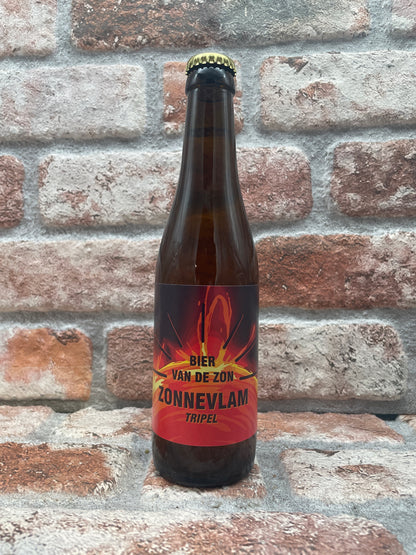 BIER
VAN DE ZON
ZONNEVLAM
TRIPEL